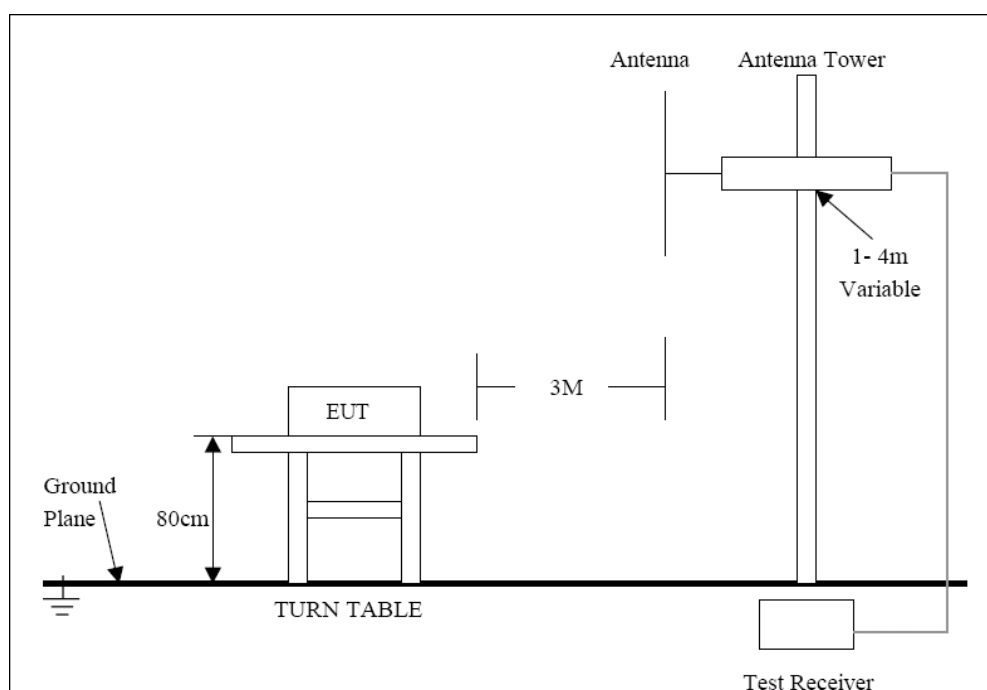 Antenna
Antenna Tower
1- 4m
Variable
3M
EUT
Ground
Plane
80cm
TURN TABLE
Test Receiver